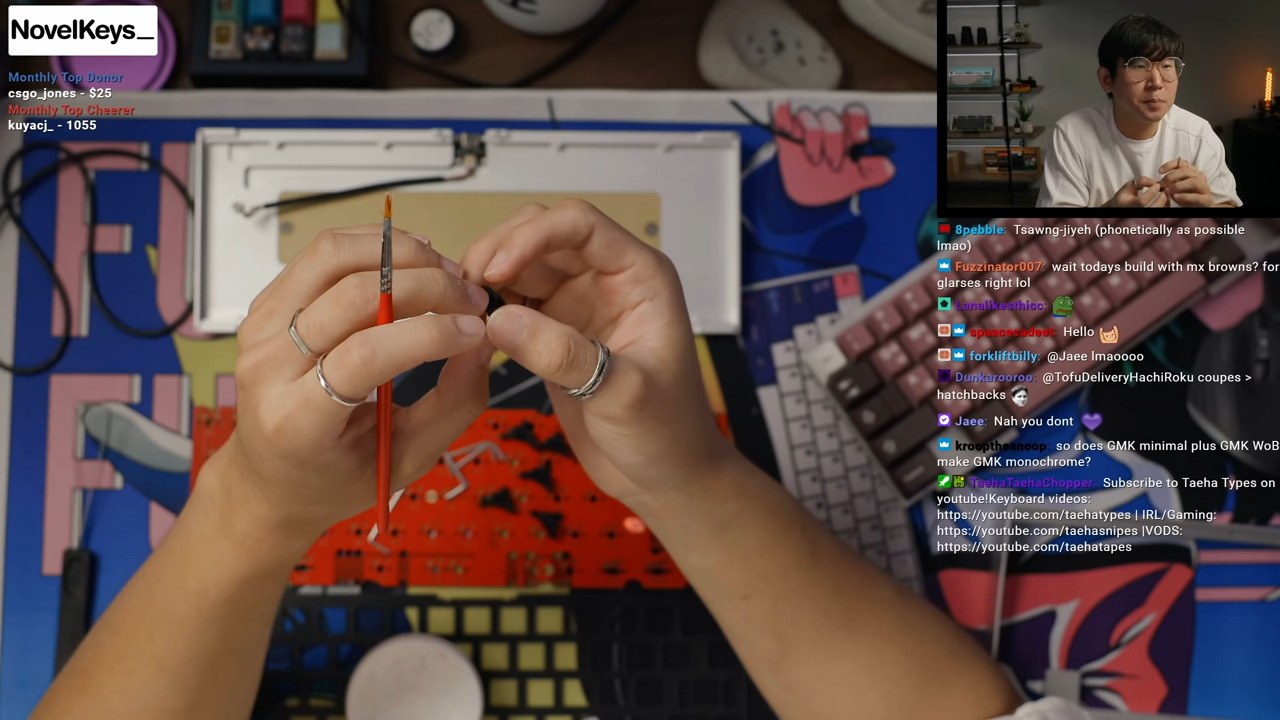 NovelKeys_
Monthly Top Donor
csgo_jones - $25
Monthly Top Cheerer
kuyacj_ - 1055
8pebble: Tsawng-jiyeh (phonetically as possible
lmao)
Fuzzinator007: wait todays build with mx browns? for
glarses right lol
Lanalikesthicc:
spaacecadeet: Hello
forkliftbilly: @Jaee lmaoooo
Dunkarooroo: @TofuDeliveryHachiRoku coupes >
hatchbacks
Jaee: Nah you dont
kroopthesnoop: so does GMK minimal plus GMK WoB
make GMK monochrome?
TaehaTaehaChopper: Subscribe to Taeha Types on
youtube!Keyboard videos:
https://youtube.com/taehatypes | IRL/Gaming:
https://youtube.com/taehasnipes |VODS:
https://youtube.com/taehatapes